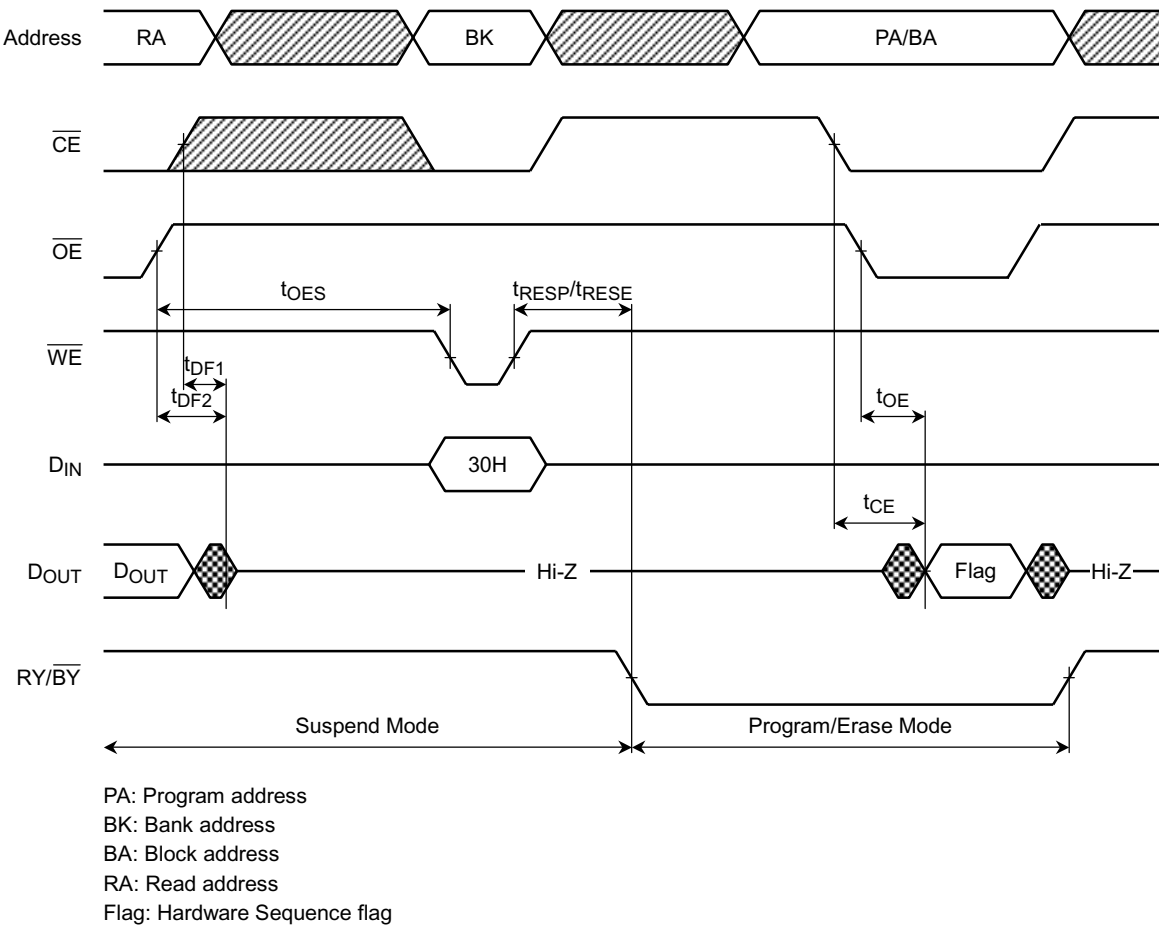 Address RA BK PA/BA
CE
OE
tOES tRESP/tRESE
WE
tDF1
tDF2 tOE
DIN 30H
tCE
DOUT DOUT Hi-Z Flag Hi-Z
RY/BY
Suspend Mode Program/Erase Mode
PA: Program address
BK: Bank address
BA: Block address
RA: Read address
Flag: Hardware Sequence flag